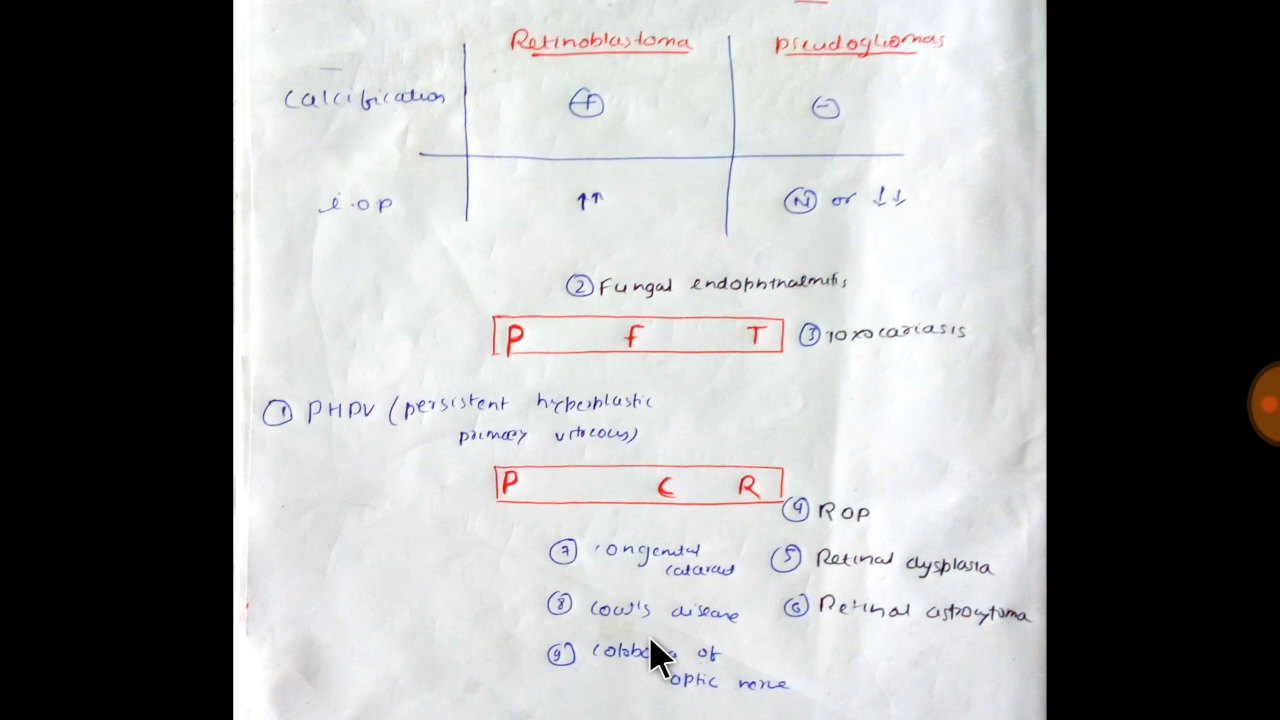 Retinoblastoma pseudogliomas
Calcification + -
i.op ↑↑ N or ↓↓
2 Fungal endophthalmitis
P F T 3 Toxocariasis
1 PHPV (persistent hyperplastic
primary vitreous)
P C R
4 ROP
7 congenital cataract
5 Retinal dysplasia
8 coat's disease
6 Retinal astrocytoma
9 coloboma of
optic nerve